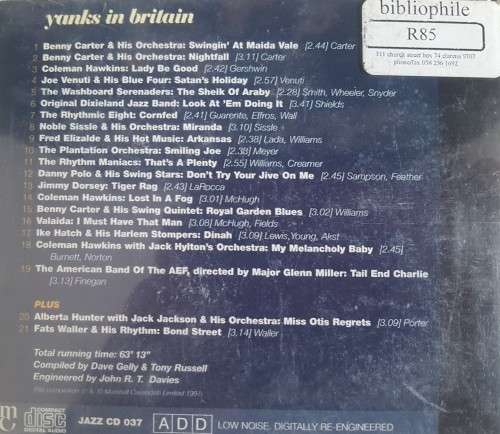 yanks in britain
bibliophile
R85
1 Benny Carter & His Orchestra: Swingin' At Maida Vale [2.44] Carter
2 Benny Carter & His Orchestra: Nightfall [3.11] Carter
3 Coleman Hawkins: Lady Be Good [2.42] Gershwin
4 Joe Venuti & His Blue Four: Satan's Holiday [2.57] Venuti
5 The Washboard Serenaders: The Sheik Of Araby [2.28] Smith, Wheeler, Snyder
6 Original Dixieland Jazz Band: Look At 'Em Doing It [3.41] Shields
7 The Rhythmic Eight: Cornfed [2.41] Guarente, Elfros, Wall
8 Noble Sissle & His Orchestra: Miranda [3.10] Sissle
9 Fred Elizalde & His Hot Music: Arkansas [2.38] Lada, Williams
10 The Plantation Orchestra: Smiling Joe [2.38] Meyer
11 The Rhythm Maniacs: That's A Plenty [2.55] Williams, Creamer
12 Danny Polo & His Swing Stars: Don't Try Your Jive On Me [2.45] Sampson, Feather
13 Jimmy Dorsey: Tiger Rag [2.43] LaRocca
14 Coleman Hawkins: Lost In A Fog [3.01] McHugh
15 Benny Carter & His Swing Quintet: Royal Garden Blues [3.02] Williams
16 Valaida: I Must Have That Man [3.08] McHugh, Fields
17 Ike Hatch & His Harlem Stompers: Dinah [3.09] Lewis, Young, Akst
18 Coleman Hawkins with Jack Hylton's Orchestra: My Melancholy Baby [2.45]
Burnett, Norton
19 The American Band Of The AEF, directed by Major Glenn Miller: Tail End Charlie
[3.13] Finegan
PLUS
20 Alberta Hunter with Jack Jackson & His Orchestra: Miss Otis Regrets [3.09] Porter
21 Fats Waller & His Rhythm: Bond Street [3.14] Waller
Total running time: 63' 13"
Compiled by Dave Gelly & Tony Russell
Engineered by John R. T. Davies
This compilation ℗ & © Marshall Cavendish Limited
mc
COMPACT
disc
DIGITAL AUDIO
JAZZ CD 037
A D D
LOW NOISE, DIGITALLY RE-ENGINEERED